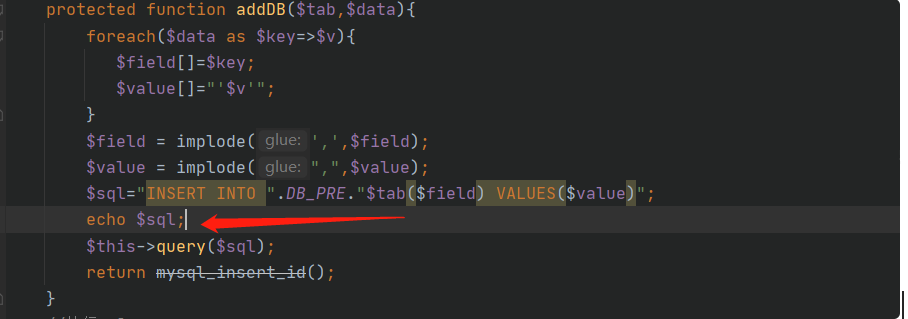 protected function addDB($tab,$data){
foreach($data as $key=>$v){
$field[]=$key;
$value[]="'$v'";
}
$field = implode( glue: ',',$field);
$value = implode( glue: ",",$value);
$sql="INSERT INTO ".DB_PRE."$tab($field) VALUES($value)";
echo $sql;
$this->query($sql);
return mysql_insert_id();
}